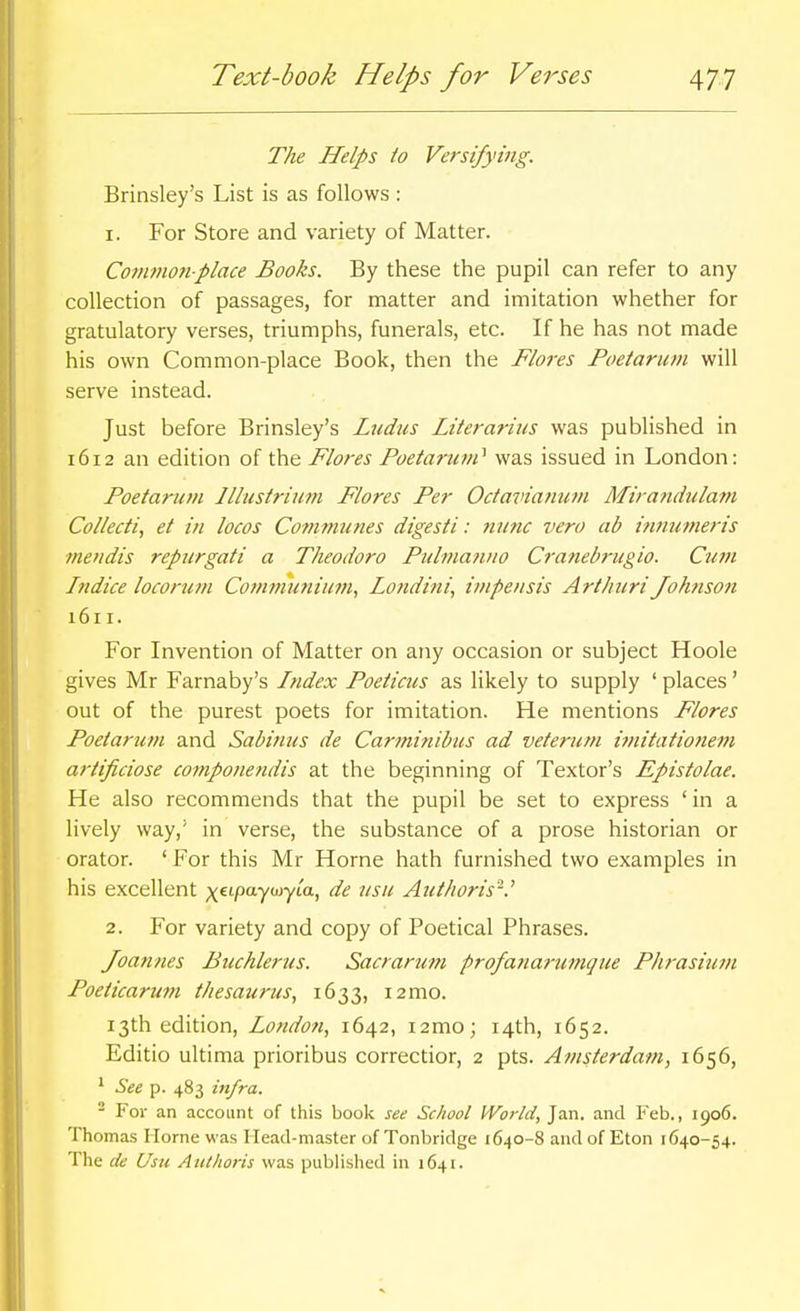 Text-book Helps for Verses 477
The Helps to Versifying.
Brinsley's List is as follows :
1. For Store and variety of Matter.
Common-place Books. By these the pupil can refer to any
collection of passages, for matter and imitation whether for
gratulatory verses, triumphs, funerals, etc. If he has not made
his own Common-place Book, then the Flores Poetarum will
serve instead.
Just before Brinsley's Ludus Literarius was published in
1612 an edition of the Flores Poetarum¹ was issued in London:
Poetarum Illustrium Flores Per Octavianum Mirandulam
Collecti, et in locos Communes digesti : nunc vero ab innumeris
mendis repurgati a Theodoro Pulmanno Cranebrugio. Cum
Indice locorum Communium, Londini, impensis Arthuri Johnson
1611.
For Invention of Matter on any occasion or subject Hoole
gives Mr Farnaby's Index Poeticus as likely to supply ‘ places ’
out of the purest poets for imitation. He mentions Flores
Poetarum and Sabinus de Carminibus ad veterum imitationem
artificiose componendis at the beginning of Textor's Epistolae.
He also recommends that the pupil be set to express ‘ in a
lively way,’ in verse, the substance of a prose historian or
orator. ‘ For this Mr Horne hath furnished two examples in
his excellent χειραγωγία, de usu Authoris².’
2. For variety and copy of Poetical Phrases.
Joannes Buchlerus. Sacrarum profanarumque Phrasium
Poeticarum thesaurus, 1633, 12mo.
13th edition, London, 1642, 12mo; 14th, 1652.
Editio ultima prioribus correctior, 2 pts. Amsterdam, 1656,
¹ See p. 483 infra.
² For an account of this book see School World, Jan. and Feb., 1906.
Thomas Horne was Head-master of Tonbridge 1640-8 and of Eton 1640-54.
The de Usu Authoris was published in 1641.